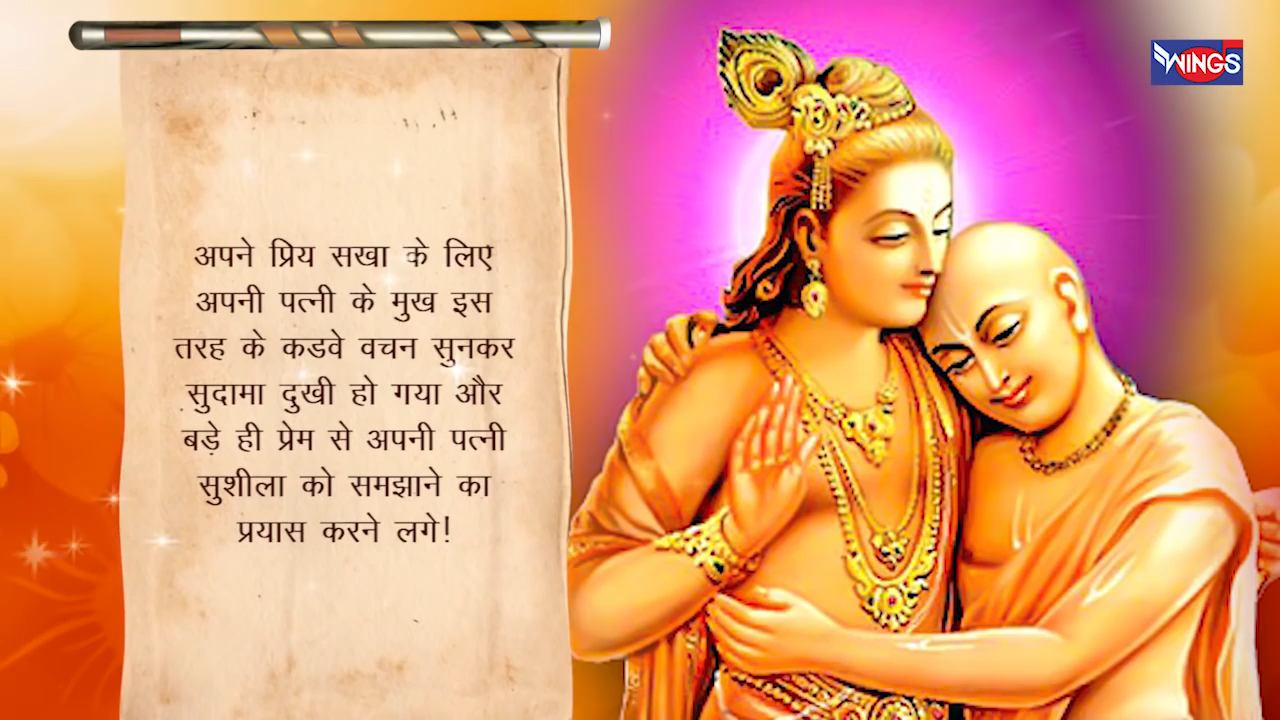 WINGS
अपने प्रिय सखा के लिए
अपनी पत्नी के मुख इस
तरह के कडवे वचन सुनकर
सुदामा दुखी हो गया और
बड़े ही प्रेम से अपनी पत्नी
सुशीला को समझाने का
प्रयास करने लगे!